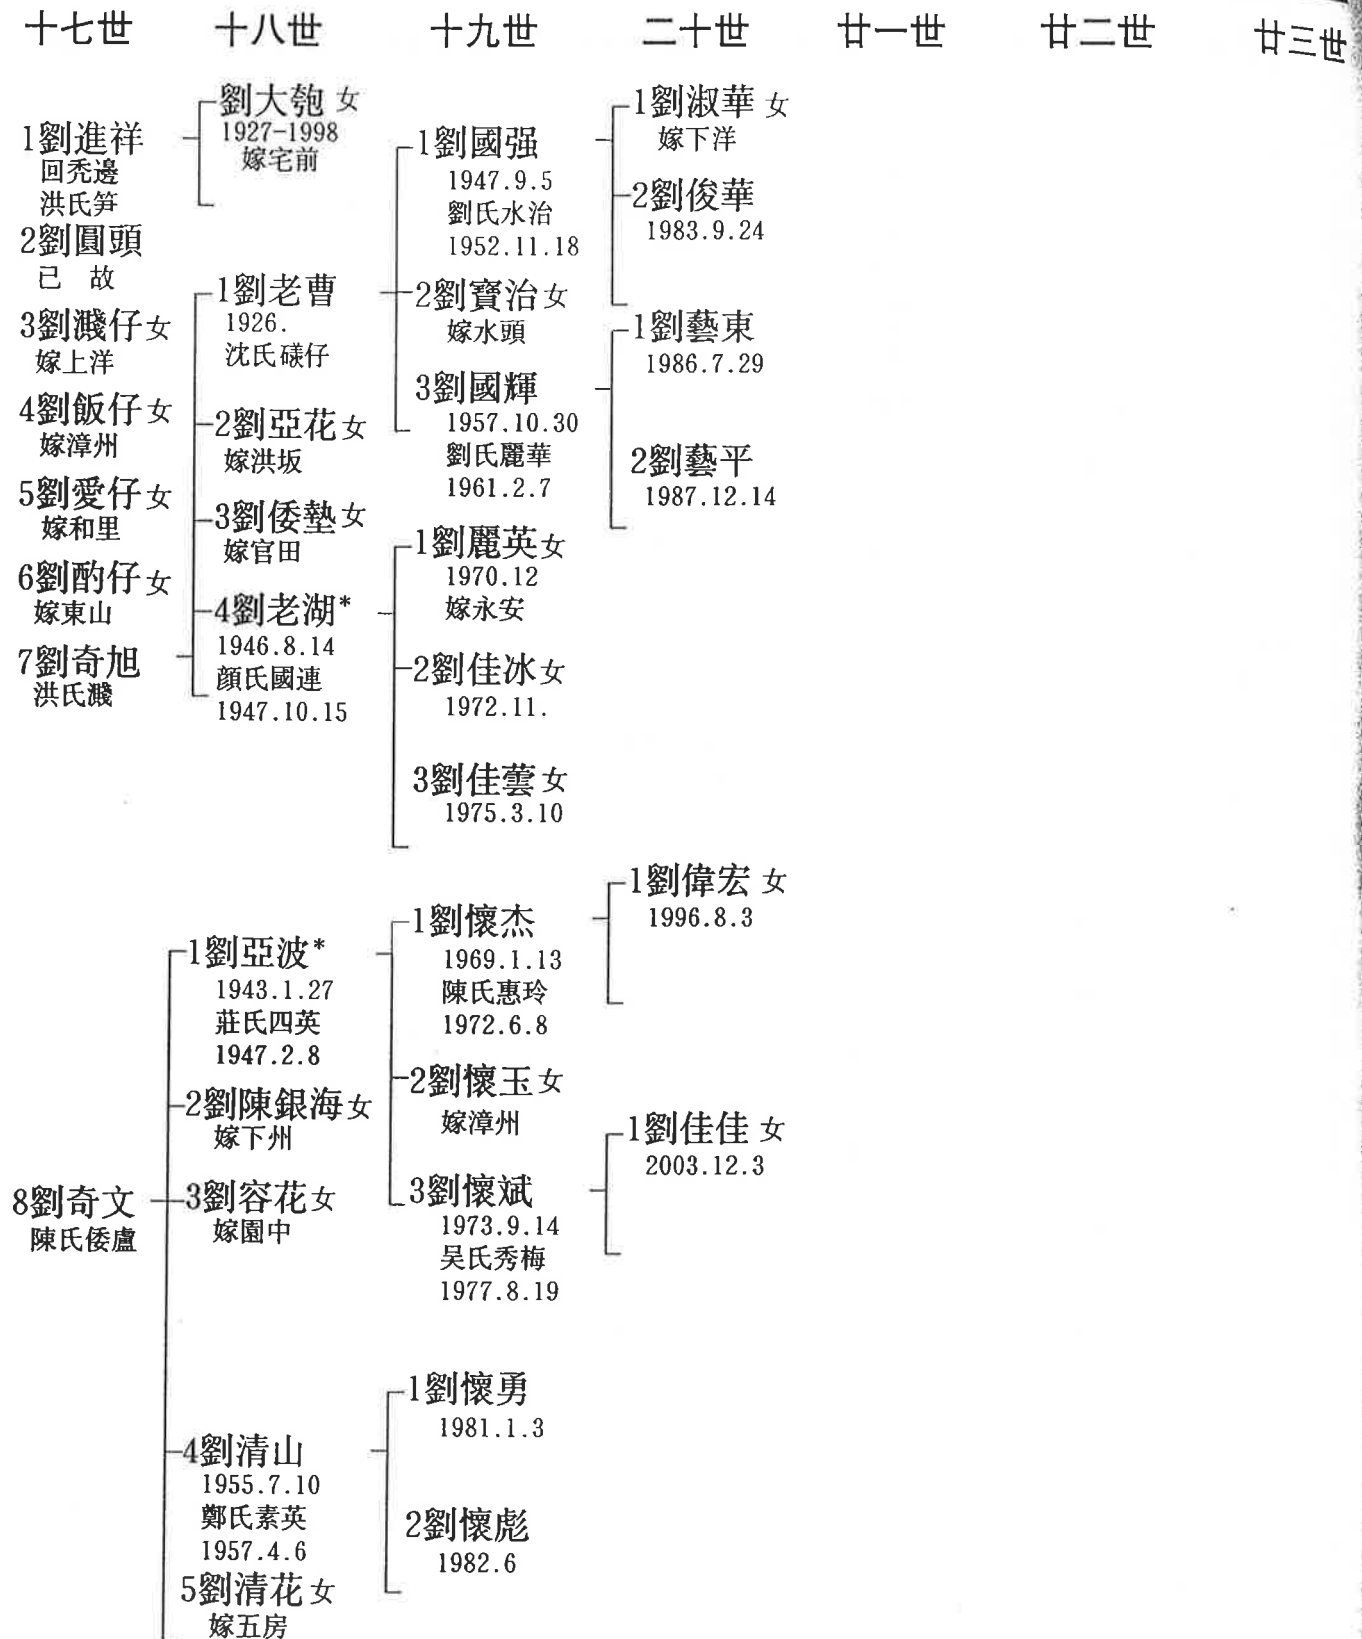 十七世 十八世 十九世 二十世 廿一世 廿二世 廿三世
1劉進祥
回禿邊
洪氏笋
2劉圓頭
已 故
3劉濺仔女
嫁上洋
4劉飯仔女
嫁漳州
5劉愛仔女
嫁和里
6劉酌仔女
嫁東山
7劉奇旭
洪氏濺
8劉奇文
陳氏倭盧
劉大匏 女
1927-1998
嫁宅前
1劉老曹
1926.
沈氏礒仔
2劉亞花女
嫁洪坂
3劉倭墊女
嫁官田
4劉老湖*
1946.8.14
顔氏國連
1947.10.15
1劉亞波*
1943.1.27
莊氏四英
1947.2.8
2劉陳銀海女
嫁下州
3劉容花女
嫁園中
4劉清山
1955.7.10
鄭氏素英
1957.4.6
5劉清花女
嫁五房
1劉國强
1947.9.5
劉氏水治
1952.11.18
2劉寶治女
嫁水頭
3劉國輝
1957.10.30
劉氏麗華
1961.2.7
1劉麗英女
1970.12
嫁永安
2劉佳冰女
1972.11.
3劉佳蕓女
1975.3.10
1劉懷杰
1969.1.13
陳氏惠玲
1972.6.8
2劉懷玉女
嫁漳州
3劉懷斌
1973.9.14
吴氏秀梅
1977.8.19
1劉懷勇
1981.1.3
2劉懷彪
1982.6
1劉淑華 女
嫁下洋
2劉俊華
1983.9.24
1劉藝東
1986.7.29
2劉藝平
1987.12.14
1劉偉宏 女
1996.8.3
1劉佳佳 女
2003.12.3